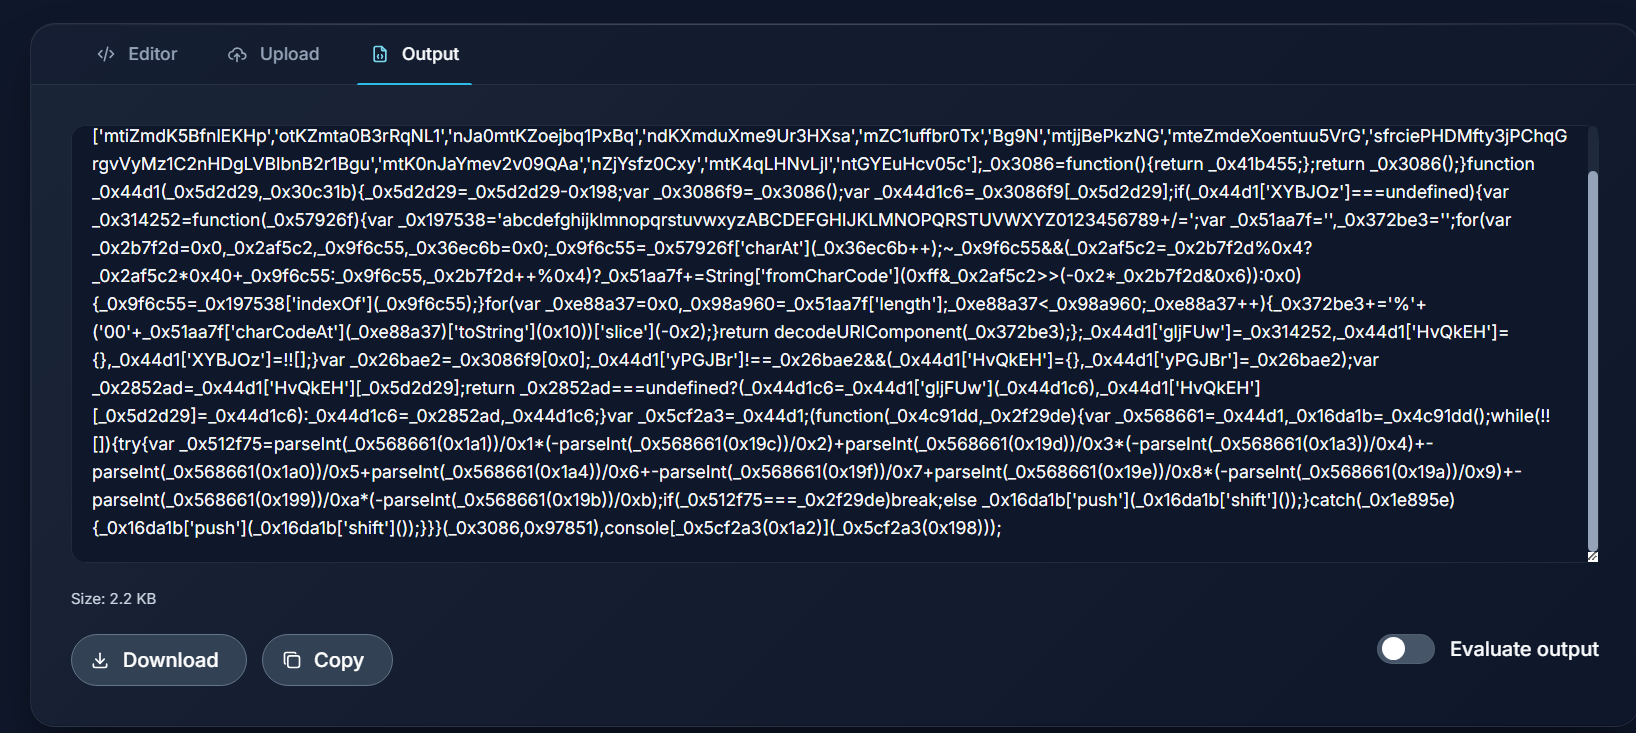 Editor
Upload
Output
['mtiZmdK5BfnlEKHp','otKZmta0B3rRqNL1','nJa0mtKZoejbq1PxBq','ndKXmduXme9Ur3HXsa','mZC1uffbr0Tx','Bg9N','mtjjBePkzNG','mteZmdeXoentuu5VrG','sfrciePHDMfty3jPChqG
rgvVyMz1C2nHDgLVBIbnB2r1Bgu','mtK0nJaYmev2v09QAa','nZjYsfz0Cxy','mtK4qLHNvLjl','ntGYEuHcv05c'];_0x3086=function(){return _0x41b455;};return _0x3086();}function
_0x44d1(_0x5d2d29,_0x30c31b){_0x5d2d29=_0x5d2d29-0x198;var _0x3086f9=_0x3086();var _0x44d1c6=_0x3086f9[_0x5d2d29];if(_0x44d1['XYBJOz']===undefined){var
_0x314252=function(_0x57926f){var _0x197538='abcdefghijklmnopqrstuvwxyzABCDEFGHIJKLMNOPQRSTUVWXYZ0123456789+/=';var _0x51aa7f='',_0x372be3='';for(var
_0x2b7f2d=0x0,_0x2af5c2,_0x9f6c55,_0x36ec6b=0x0;_0x9f6c55=_0x57926f['charAt'](_0x36ec6b++);~_0x9f6c55&&(_0x2af5c2=_0x2b7f2d%0x4?
_0x2af5c2*0x40+_0x9f6c55:_0x9f6c55,_0x2b7f2d++%0x4)?_0x51aa7f+=String['fromCharCode'](0xff&_0x2af5c2>>(-0x2*_0x2b7f2d&0x6)):0x0)
{_0x9f6c55=_0x197538['indexOf'](_0x9f6c55);}for(var _0xe88a37=0x0,_0x98a960=_0x51aa7f['length'];_0xe88a37<_0x98a960;_0xe88a37++){_0x372be3+='%'+
('00'+_0x51aa7f['charCodeAt'](_0xe88a37)['toString'](0x10))['slice'](-0x2);}return decodeURIComponent(_0x372be3);};_0x44d1['gljFUw']=_0x314252,_0x44d1['HvQkEH']=
{},_0x44d1['XYBJOz']=!![];}var _0x26bae2=_0x3086f9[0x0];_0x44d1['yPGJBr']!==_0x26bae2&&(_0x44d1['HvQkEH']={},_0x44d1['yPGJBr']=_0x26bae2);var
_0x2852ad=_0x44d1['HvQkEH'][_0x5d2d29];return _0x2852ad===undefined?(_0x44d1c6=_0x44d1['gljFUw'](_0x44d1c6),_0x44d1['HvQkEH']
[_0x5d2d29]=_0x44d1c6):_0x44d1c6=_0x2852ad,_0x44d1c6;}var _0x5cf2a3=_0x44d1;(function(_0x4c91dd,_0x2f29de){var _0x568661=_0x44d1,_0x16da1b=_0x4c91dd();while(!!
[]){try{var _0x512f75=parseInt(_0x568661(0x1a1))/0x1*(-parseInt(_0x568661(0x19c))/0x2)+parseInt(_0x568661(0x19d))/0x3*(-parseInt(_0x568661(0x1a3))/0x4)+-
parseInt(_0x568661(0x1a0))/0x5+parseInt(_0x568661(0x1a4))/0x6+-parseInt(_0x568661(0x19f))/0x7+parseInt(_0x568661(0x19e))/0x8*(-parseInt(_0x568661(0x19a))/0x9)+-
parseInt(_0x568661(0x199))/0xa*(-parseInt(_0x568661(0x19b))/0xb);if(_0x512f75===_0x2f29de)break;else _0x16da1b['push'](_0x16da1b['shift']());}catch(_0x1e895e)
{_0x16da1b['push'](_0x16da1b['shift']());}}}(_0x3086,0x97851),console[_0x5cf2a3(0x1a2)](_0x5cf2a3(0x198)));
Size: 2.2 KB
Download
Copy
Evaluate output